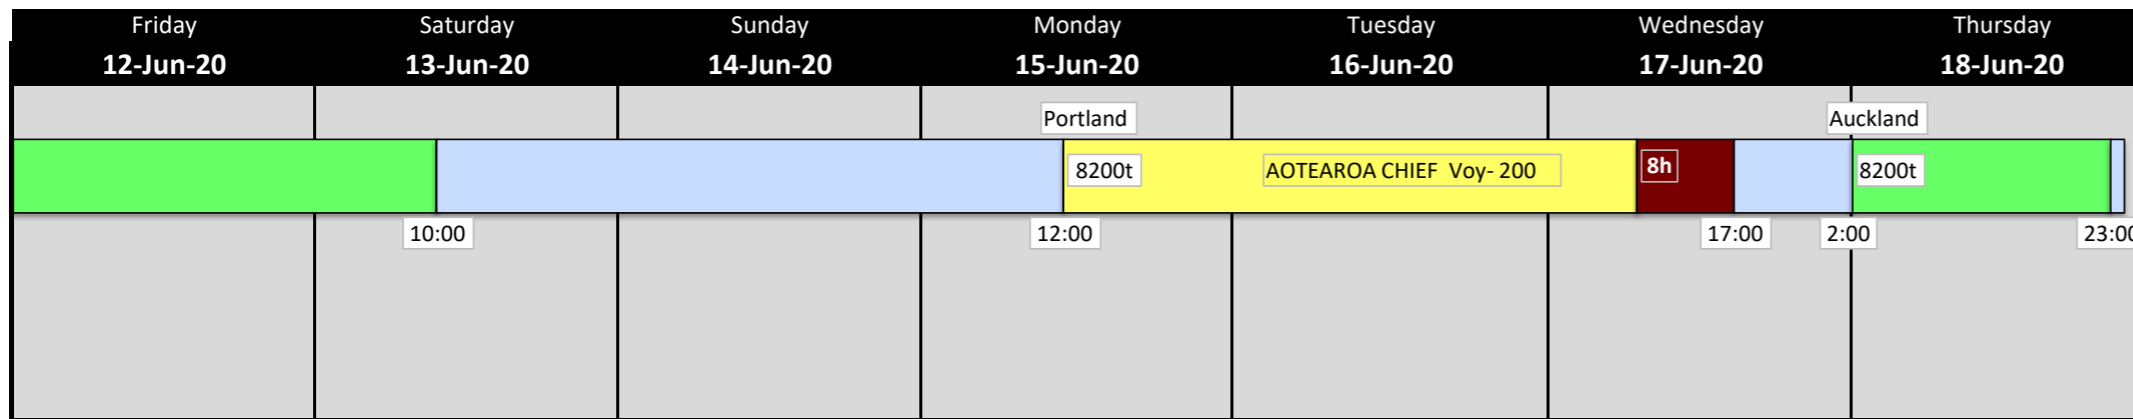 Friday Saturday Sunday Monday Tuesday Wednesday Thursday
12-Jun-20 13-Jun-20 14-Jun-20 15-Jun-20 16-Jun-20 17-Jun-20 18-Jun-20
Portland Auckland
8200t AOTEAROA CHIEF Voy- 200 8h 8200t
10:00 12:00 17:00 2:00 23:00